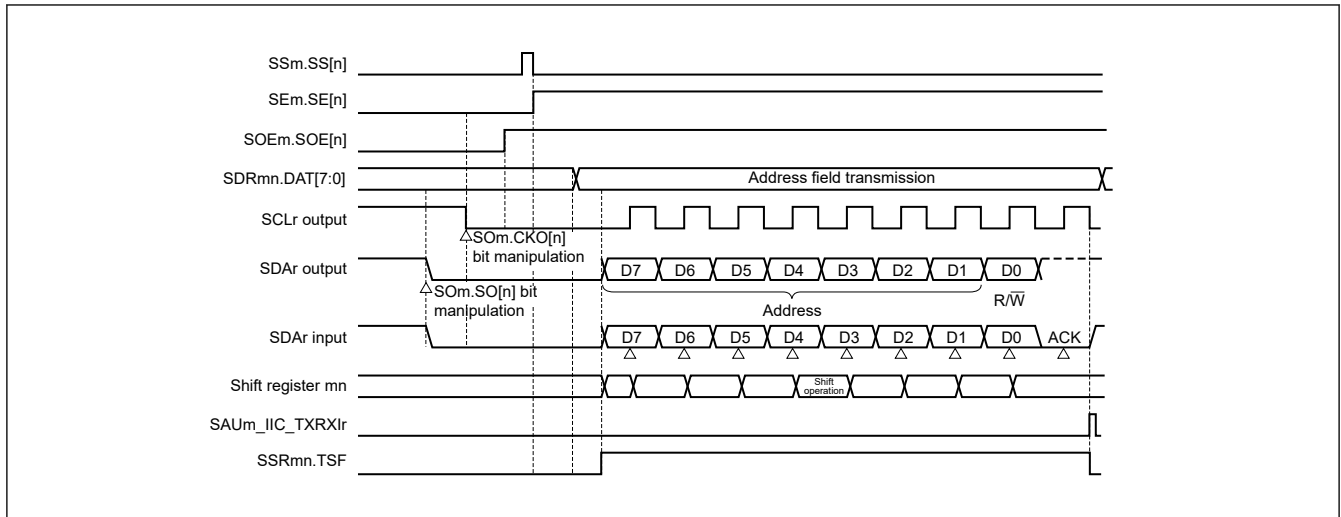 SSm.SS[n]
SEm.SE[n]
SOEm.SOE[n]
SDRmn.DAT[7:0]
Address field transmission
SCLr output
SOm.CKO[n]
bit manipulation
SDAr output
D7 D6 D5 D4 D3 D2 D1 D0
SOm.SO[n] bit
manipulation
Address
R/W̅
SDAr input
D7 D6 D5 D4 D3 D2 D1 D0 ACK
Shift register mn
Shift
operation
SAUm_IIC_TXRXIr
SSRmn.TSF